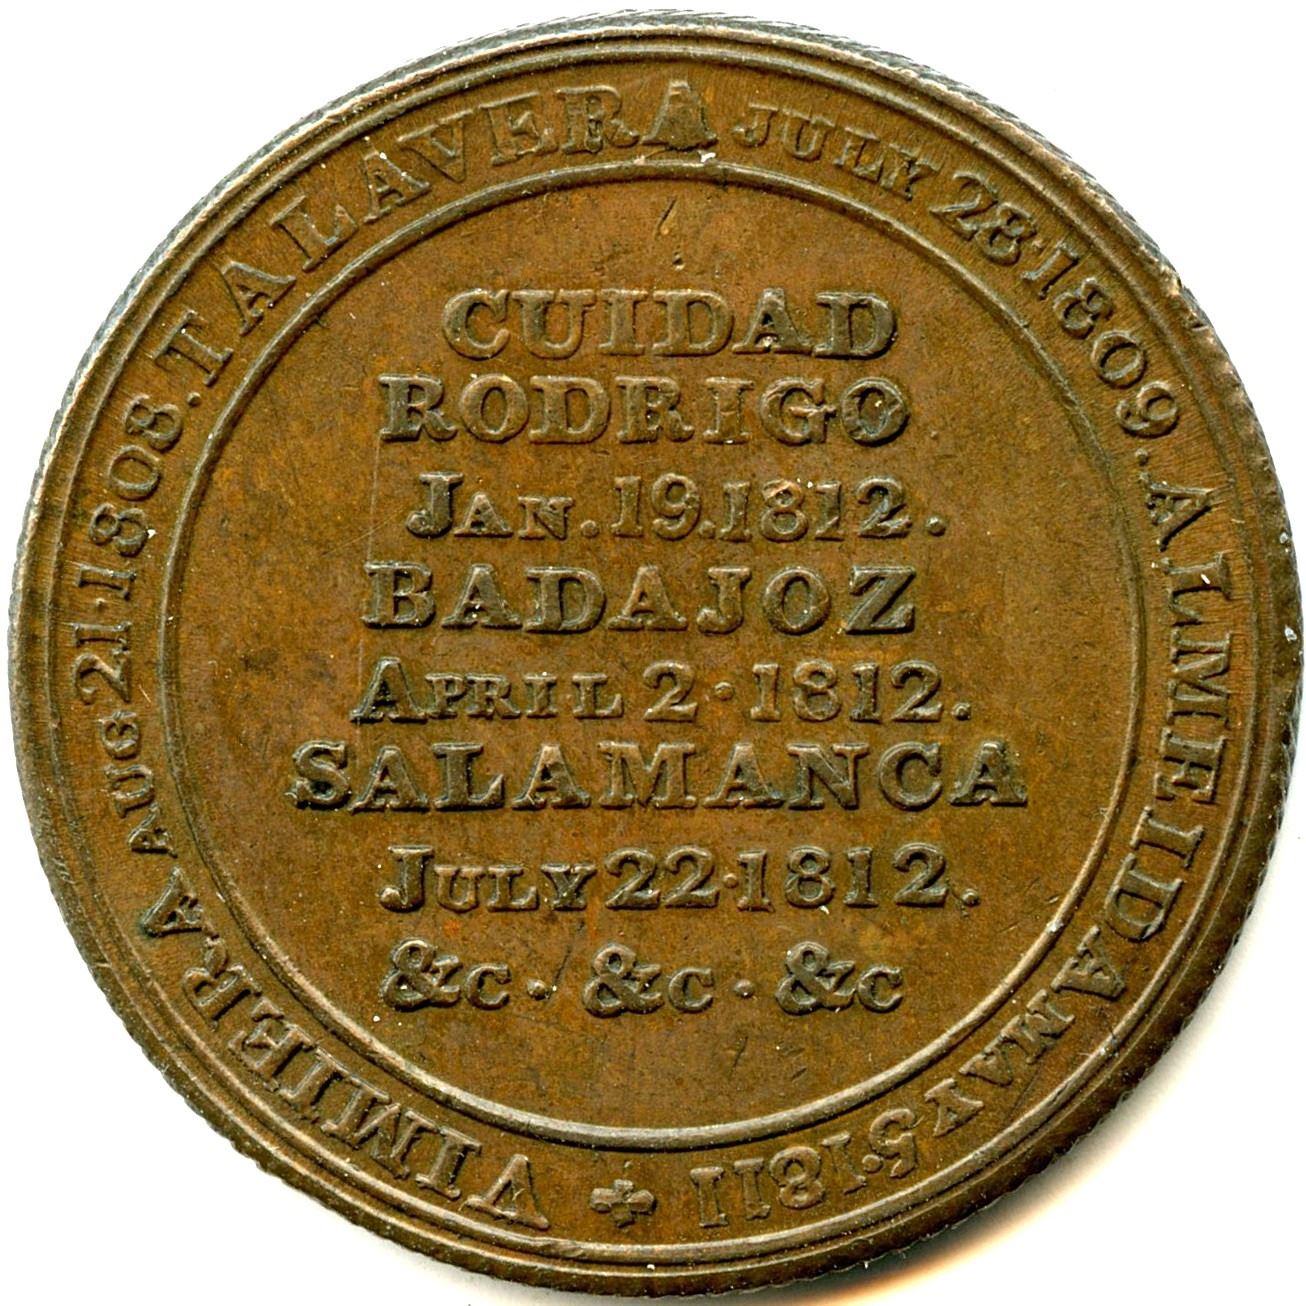 VIMIERA AUG 21·1808. TALAVERA JULY 28·1809. ALMEIDA MAY 5·1811
CUIDAD
RODRIGO
JAN. 19. 1812.
BADAJOZ
APRIL 2·1812.
SALAMANCA
JULY 22·1812.
&c · &c · &c